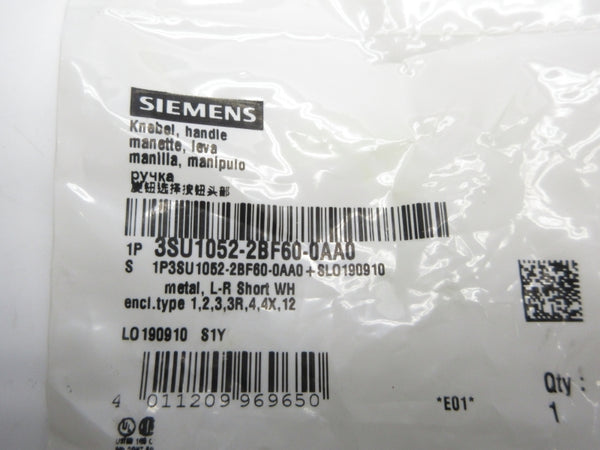 SIEMENS
Knebel, handle
manette, leva
manilla, manipulo
ручка
旋钮选择按钮头部
1P 3SU1052-2BF60-0AA0
S 1P3SU1052-2BF60-0AA0+SLO190910
metal, L-R Short WH
encl.type 1,2,3,3R,4,4X,12
LO190910 S1Y
4 011209 969650
*E01*
Qty :
1